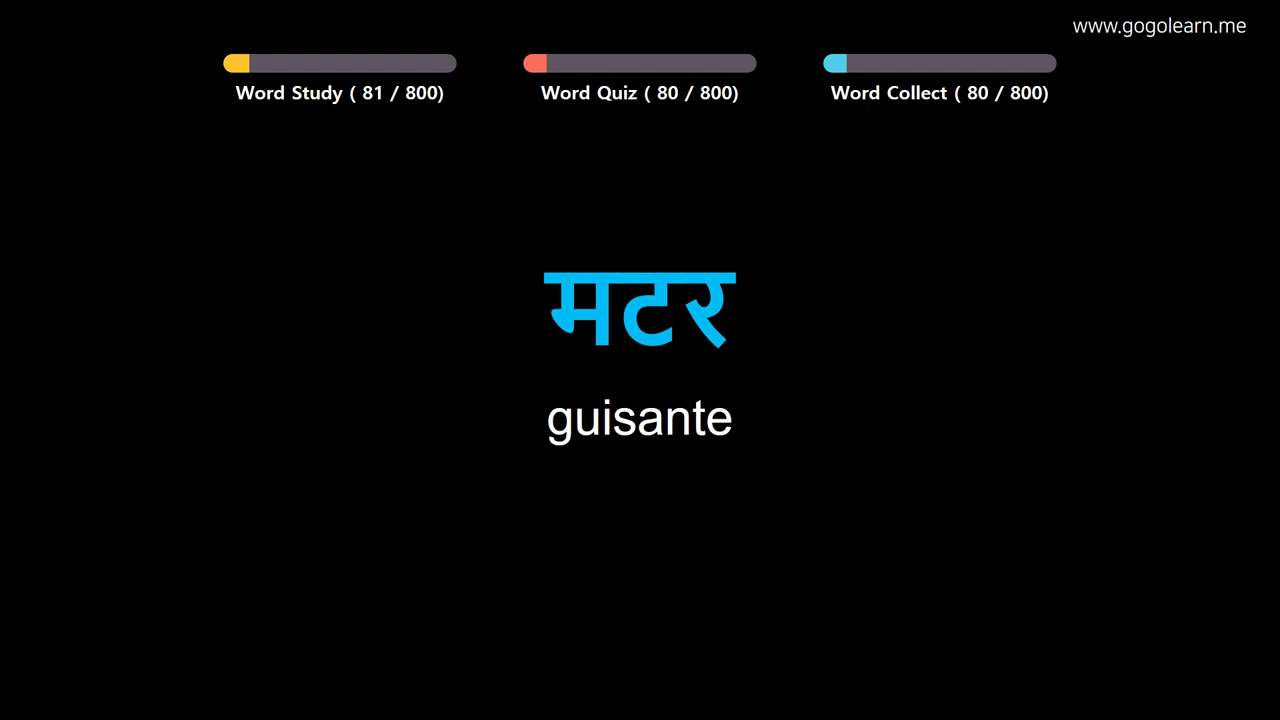 www.gogolearn.me
Word Study ( 81 / 800)
Word Quiz ( 80 / 800)
Word Collect ( 80 / 800)
मटर
guisante